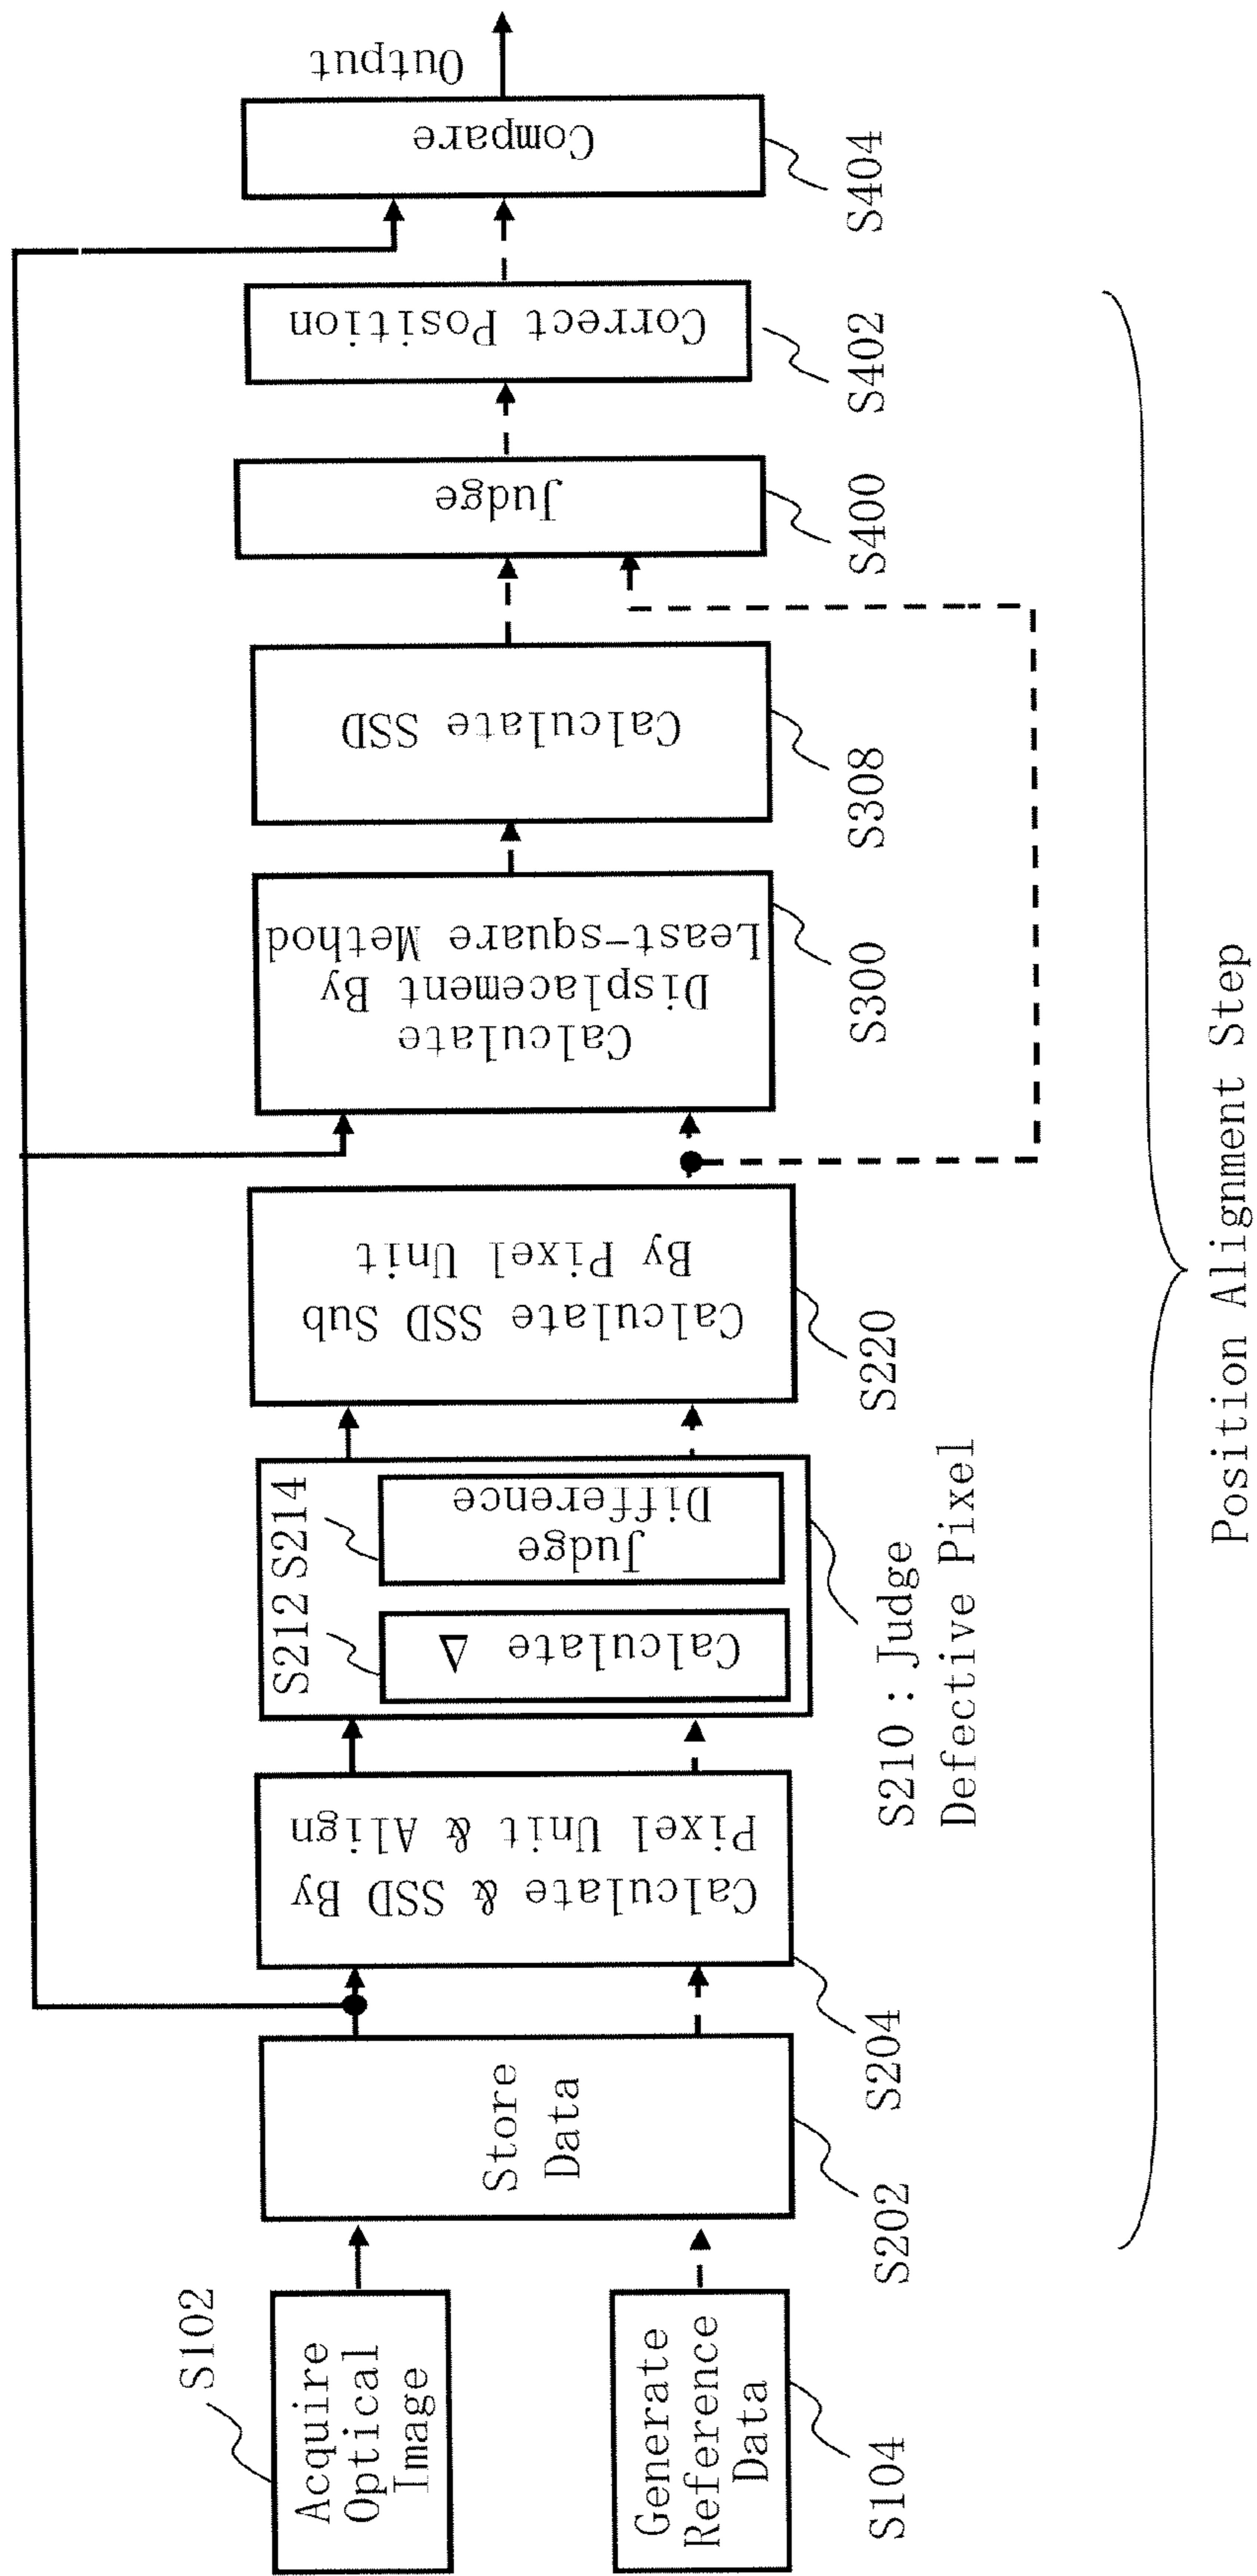 S102
Acquire
Optical
Image
Generate
Reference
Data
S104
Store
Data
S202
Calculate & SSD By
Pixel Unit & Align
S204
S212
S214
Calculate Δ
Judge
Difference
S210 : Judge
Defective Pixel
Calculate SSD Sub
By Pixel Unit
S220
Calculate
Displacement By
Least-square Method
S300
Calculate SSD
S308
Judge
S400
Correct Position
S402
Compare
S404
Output
Position Alignment Step